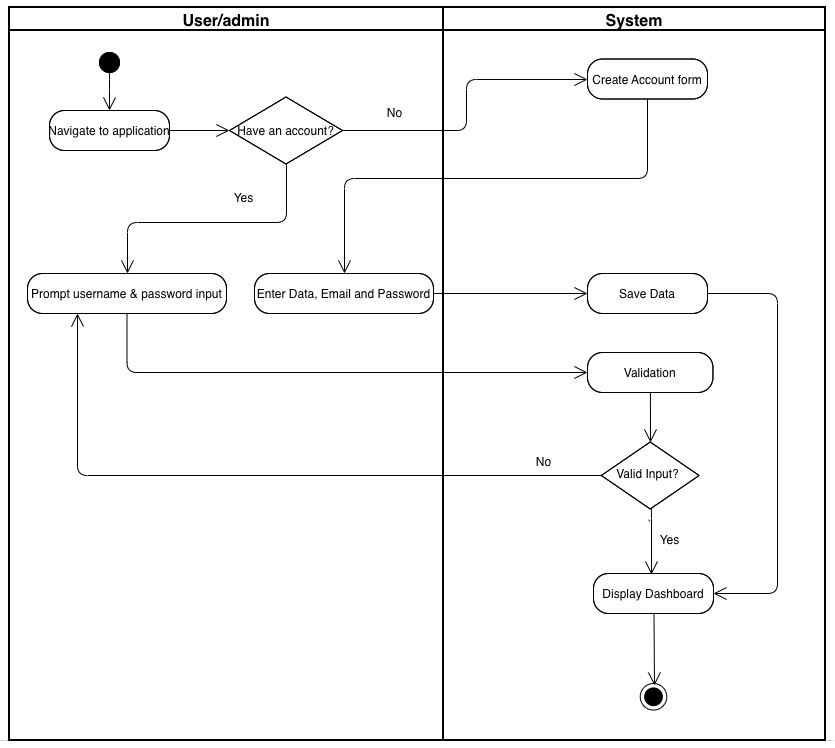 User/admin
System
Create Account form
No
Navigate to application
Have an account?
Yes
Prompt username & password input
Enter Data, Email and Password
Save Data
Validation
No
Valid Input?
Yes
Display Dashboard